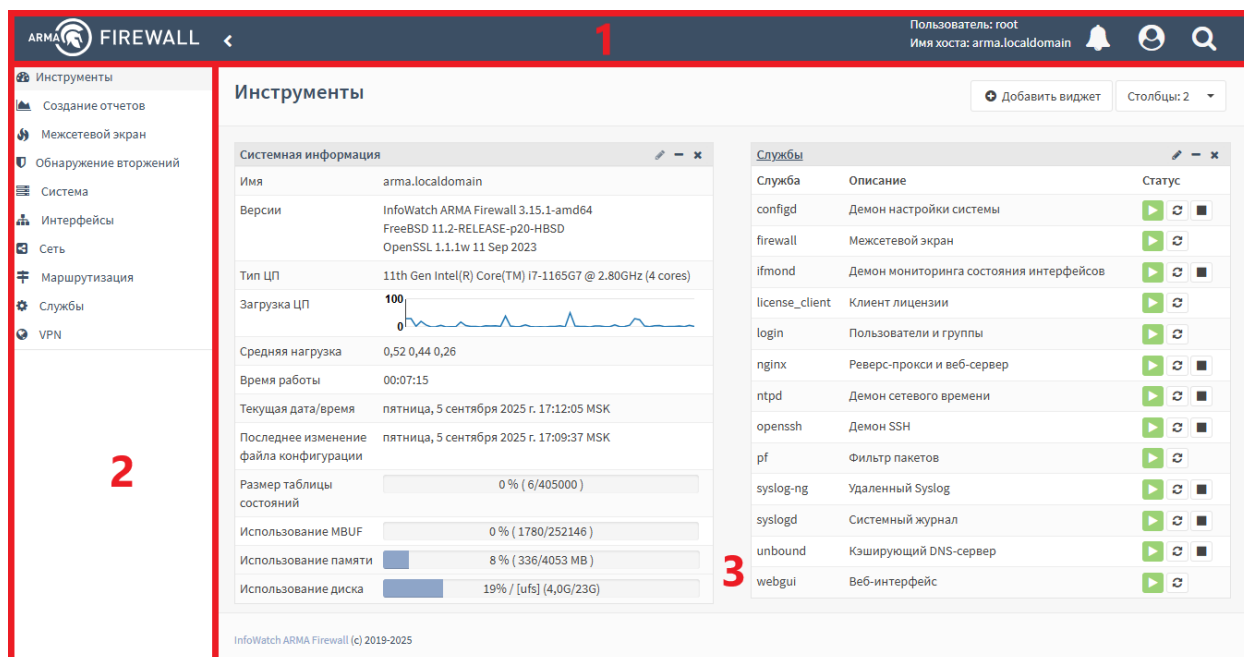 ARMA FIREWALL
1
Пользователь: root
Имя хоста: arma.localdomain
Инструменты
Создание отчетов
Межсетевой экран
Обнаружение вторжений
Система
Интерфейсы
Сеть
Маршрутизация
Службы
VPN
2
Инструменты
Добавить виджет
Столбцы: 2
Системная информация
Имя arma.localdomain
Версии InfoWatch ARMA Firewall 3.15.1-amd64
FreeBSD 11.2-RELEASE-p20-HBSD
OpenSSL 1.1.1w 11 Sep 2023
Тип ЦП 11th Gen Intel(R) Core(TM) i7-1165G7 @ 2.80GHz (4 cores)
Загрузка ЦП 100
0
Средняя нагрузка 0,52 0,44 0,26
Время работы 00:07:15
Текущая дата/время пятница, 5 сентября 2025 г. 17:12:05 MSK
Последнее изменение пятница, 5 сентября 2025 г. 17:09:37 MSK
файла конфигурации
Размер таблицы 0 % ( 6/405000 )
состояний
Использование MBUF 0 % ( 1780/252146 )
Использование памяти 8 % ( 336/4053 MB )
Использование диска 19% / [ufs] (4,0G/23G)
3
Службы
Служба Описание Статус
configd Демон настройки системы
firewall Межсетевой экран
ifmond Демон мониторинга состояния интерфейсов
license_client Клиент лицензии
login Пользователи и группы
nginx Реверс-прокси и веб-сервер
ntpd Демон сетевого времени
openssh Демон SSH
pf Фильтр пакетов
syslog-ng Удаленный Syslog
syslogd Системный журнал
unbound Кэширующий DNS-сервер
webgui Веб-интерфейс
InfoWatch ARMA Firewall (c) 2019-2025